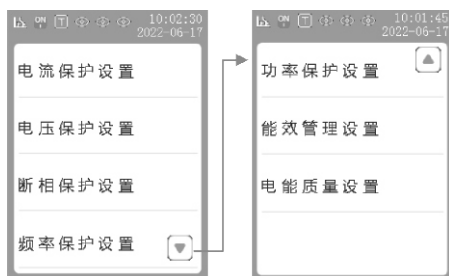 ON T 10:02:30
2022-06-17
电流保护设置
电压保护设置
断相保护设置
频率保护设置
ON T 10:01:45
2022-06-17
功率保护设置
能效管理设置
电能质量设置